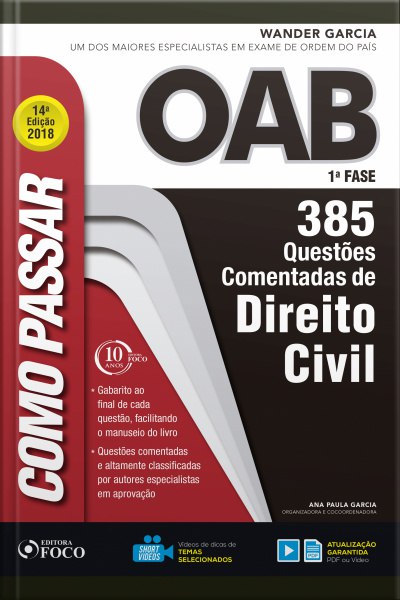 WANDER GARCIA
UM DOS MAIORES ESPECIALISTAS EM EXAME DE ORDEM DO PAÍS
OAB
1ª FASE
14ª
Edição
2018
COMO PASSAR
385
Questões
Comentadas de
Direito
Civil
10
ANOS
EDITORA
FOCO
* Gabarito ao
final de cada
questão, facilitando
o manuseio do livro
* Questões comentadas
e altamente classificadas
por autores especialistas
em aprovação
ANA PAULA GARCIA
ORGANIZADORA E COCOORDENADORA
EDITORA
FOCO
SHORT
VIDEOS
Vídeos de dicas de
TEMAS
SELECIONADOS
PDF
ATUALIZAÇÃO
GARANTIDA
PDF ou Vídeo